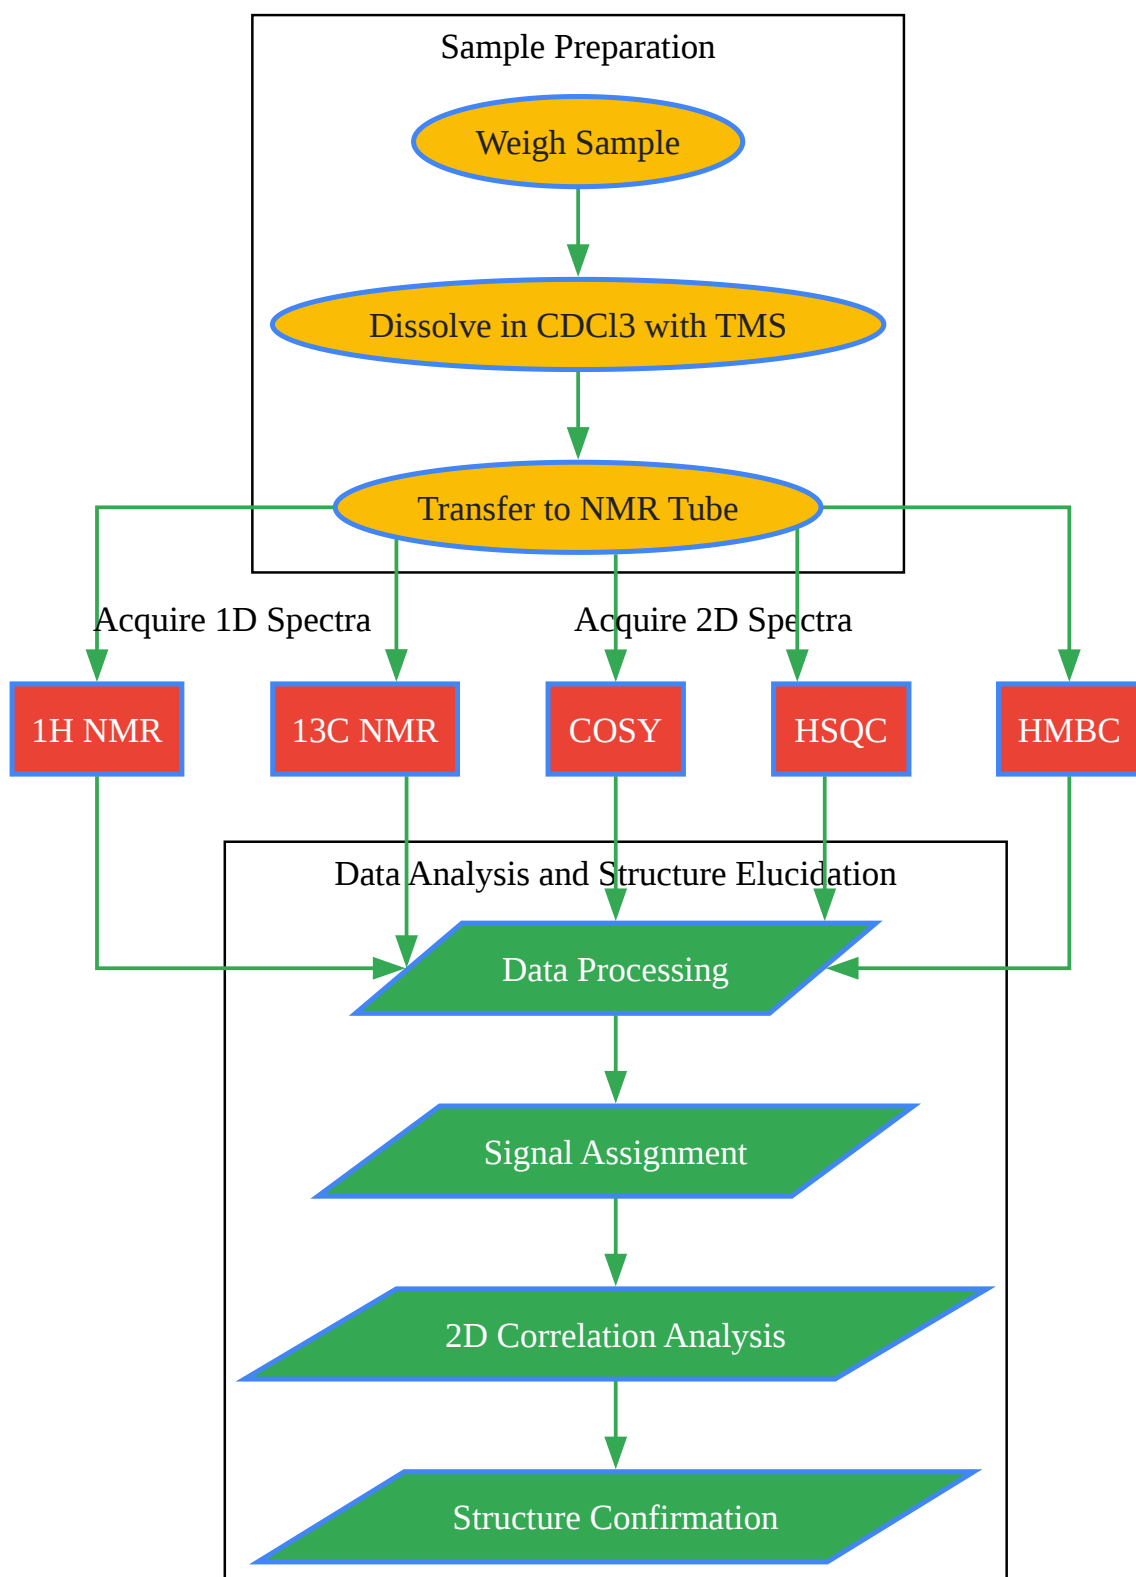 Sample Preparation
Weigh Sample
Dissolve in CDCl3 with TMS
Transfer to NMR Tube
Acquire 1D Spectra
Acquire 2D Spectra
1H NMR
13C NMR
COSY
HSQC
HMBC
Data Analysis and Structure Elucidation
Data Processing
Signal Assignment
2D Correlation Analysis
Structure Confirmation